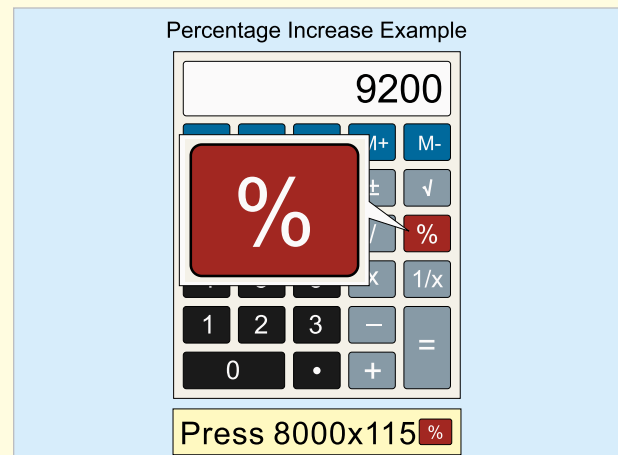 Percentage Increase Example
9200
M+ M-
± √
% / %
x 1/x
1 2 3 −
=
0 • +
Press 8000x115%